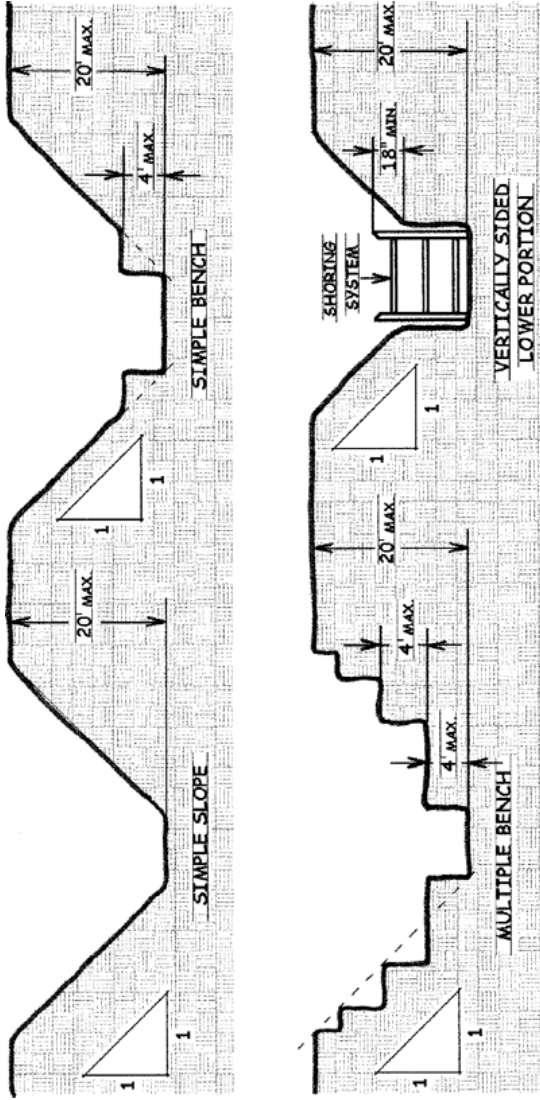 20' MAX.
1
1
SIMPLE SLOPE
20' MAX.
4' MAX
1
1
SIMPLE BENCH
20' MAX.
4' MAX.
4' MAX.
1
1
MULTIPLE BENCH
20' MAX.
18" MIN.
SHORING
SYSTEM
1
1
VERTICALLY SIDED
LOWER PORTION